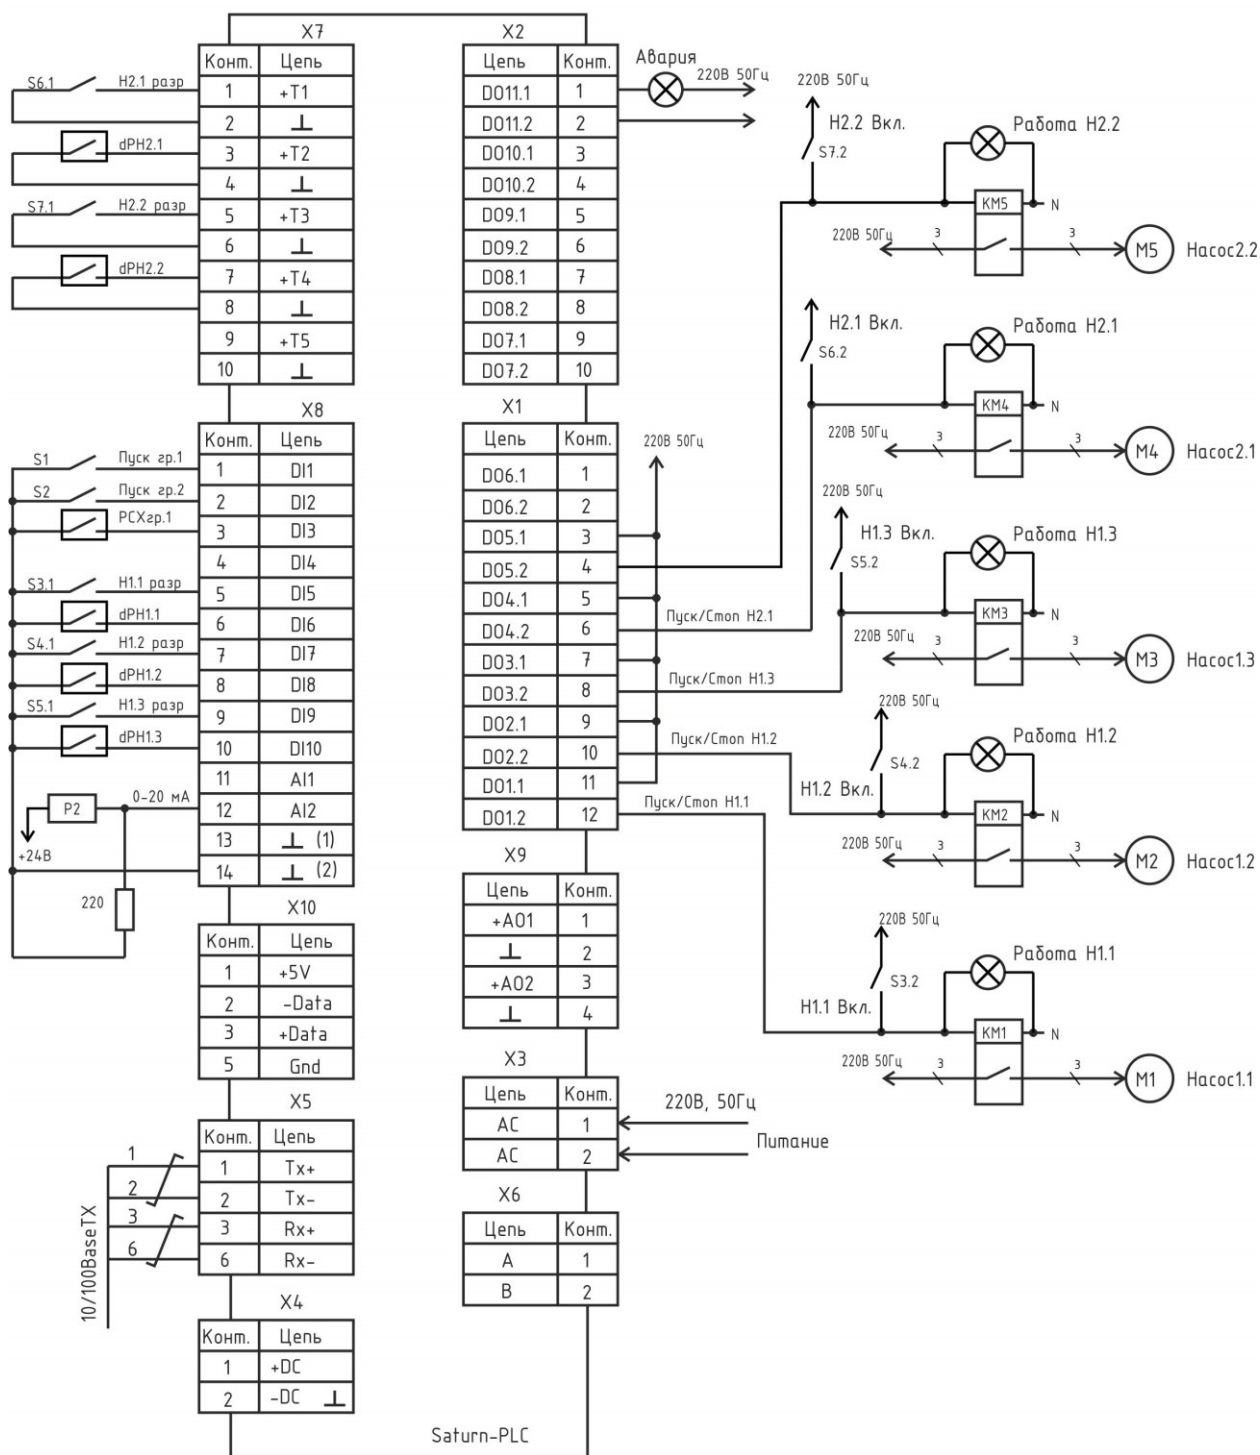 X7
Конт. Цепь
S6.1 Н2.1 разр 1 +T1
2 ⊥
dPH2.1 3 +T2
4 ⊥
S7.1 Н2.2 разр 5 +T3
6 ⊥
dPH2.2 7 +T4
8 ⊥
9 +T5
10 ⊥
X8
Конт. Цепь
S1 Пуск гр.1 1 DI1
S2 Пуск гр.2 2 DI2
РСХгр.1 3 DI3
4 DI4
S3.1 Н1.1 разр 5 DI5
dPH1.1 6 DI6
S4.1 Н1.2 разр 7 DI7
dPH1.2 8 DI8
S5.1 Н1.3 разр 9 DI9
dPH1.3 10 DI10
11 AI1
P2 0-20 мА 12 AI2
13 ⊥ (1)
+24В
14 ⊥ (2)
220
X10
Конт. Цепь
1 +5V
2 -Data
3 +Data
5 Gnd
X5
Конт. Цепь
1 1 Tx+
2 2 Tx-
3 3 Rx+
6 6 Rx-
10/100BaseTX
X4
Конт. Цепь
1 +DC
2 -DC ⊥
Saturn-PLC
X2
Цепь Конт.
DO11.1 1
DO11.2 2
DO10.1 3
DO10.2 4
DO9.1 5
DO9.2 6
DO8.1 7
DO8.2 8
DO7.1 9
DO7.2 10
Авария
220В 50Гц
X1
Цепь Конт.
DO6.1 1
DO6.2 2
DO5.1 3
DO5.2 4
DO4.1 5
DO4.2 6 Пуск/Стоп Н2.1
DO3.1 7
DO3.2 8 Пуск/Стоп Н1.3
DO2.1 9
DO2.2 10 Пуск/Стоп Н1.2
DO1.1 11
DO1.2 12 Пуск/Стоп Н1.1
220В 50Гц
X9
Цепь Конт.
+AO1 1
⊥ 2
+AO2 3
⊥ 4
X3
Цепь Конт.
AC 1 220В, 50Гц
AC 2 Питание
X6
Цепь Конт.
A 1
B 2
220В 50Гц
Н2.2 Вкл. Работа Н2.2
S7.2
KM5 N
220В 50Гц 3 3 M5 Насос2.2
220В 50Гц
Н2.1 Вкл. Работа Н2.1
S6.2
KM4 N
220В 50Гц 3 3 M4 Насос2.1
220В 50Гц
Н1.3 Вкл. Работа Н1.3
S5.2
KM3 N
220В 50Гц 3 3 M3 Насос1.3
220В 50Гц
Работа Н1.2
S4.2
Н1.2 Вкл.
KM2 N
220В 50Гц 3 3 M2 Насос1.2
220В 50Гц
Работа Н1.1
S3.2
Н1.1 Вкл.
KM1 N
220В 50Гц 3 3 M1 Насос1.1